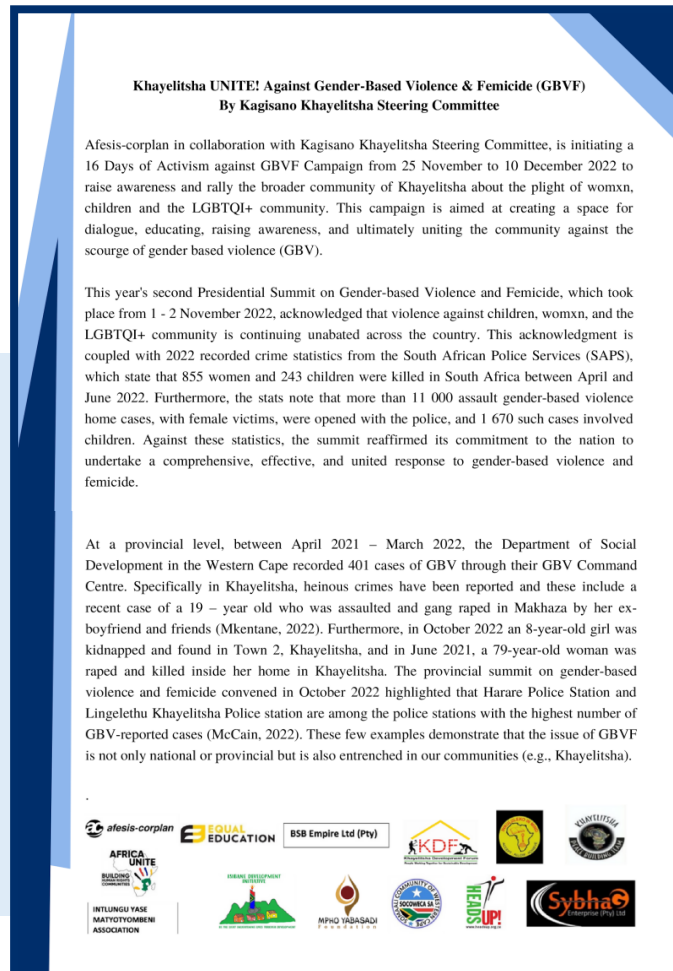 Khayelitsha UNITE! Against Gender-Based Violence & Femicide (GBVF)
By Kagisano Khayelitsha Steering Committee
Afesis-corplan in collaboration with Kagisano Khayelitsha Steering Committee, is initiating a
16 Days of Activism against GBVF Campaign from 25 November to 10 December 2022 to
raise awareness and rally the broader community of Khayelitsha about the plight of womxn,
children and the LGBTQI+ community. This campaign is aimed at creating a space for
dialogue, educating, raising awareness, and ultimately uniting the community against the
scourge of gender based violence (GBV).
This year's second Presidential Summit on Gender-based Violence and Femicide, which took
place from 1 - 2 November 2022, acknowledged that violence against children, womxn, and the
LGBTQI+ community is continuing unabated across the country. This acknowledgment is
coupled with 2022 recorded crime statistics from the South African Police Services (SAPS),
which state that 855 women and 243 children were killed in South Africa between April and
June 2022. Furthermore, the stats note that more than 11 000 assault gender-based violence
home cases, with female victims, were opened with the police, and 1 670 such cases involved
children. Against these statistics, the summit reaffirmed its commitment to the nation to
undertake a comprehensive, effective, and united response to gender-based violence and
femicide.
At a provincial level, between April 2021 – March 2022, the Department of Social
Development in the Western Cape recorded 401 cases of GBV through their GBV Command
Centre. Specifically in Khayelitsha, heinous crimes have been reported and these include a
recent case of a 19 – year old who was assaulted and gang raped in Makhaza by her ex-
boyfriend and friends (Mkentane, 2022). Furthermore, in October 2022 an 8-year-old girl was
kidnapped and found in Town 2, Khayelitsha, and in June 2021, a 79-year-old woman was
raped and killed inside her home in Khayelitsha. The provincial summit on gender-based
violence and femicide convened in October 2022 highlighted that Harare Police Station and
Lingelethu Khayelitsha Police station are among the police stations with the highest number of
GBV-reported cases (McCain, 2022). These few examples demonstrate that the issue of GBVF
is not only national or provincial but is also entrenched in our communities (e.g., Khayelitsha).
.
ac afesis-corplan
EQUAL
EDUCATION
BSB Empire Ltd (Pty)
KDF
Khayelitsha Development Forum
KHAYELITSHA
AFRICA
UNITE
BUILDING
HUMAN RIGHTS
COMMUNITIES
INTLUNGU YASE
MATYOTYOMBENI
ASSOCIATION
DEVELOPMENT
INITIATIVE
MPHO YABASADI
Foundation
SOMALI COMMUNITY OF WESTERN CAPE
SOCOWECA SA
HEADS
UP!
SybhaG
Enterprise (Pty) Ltd